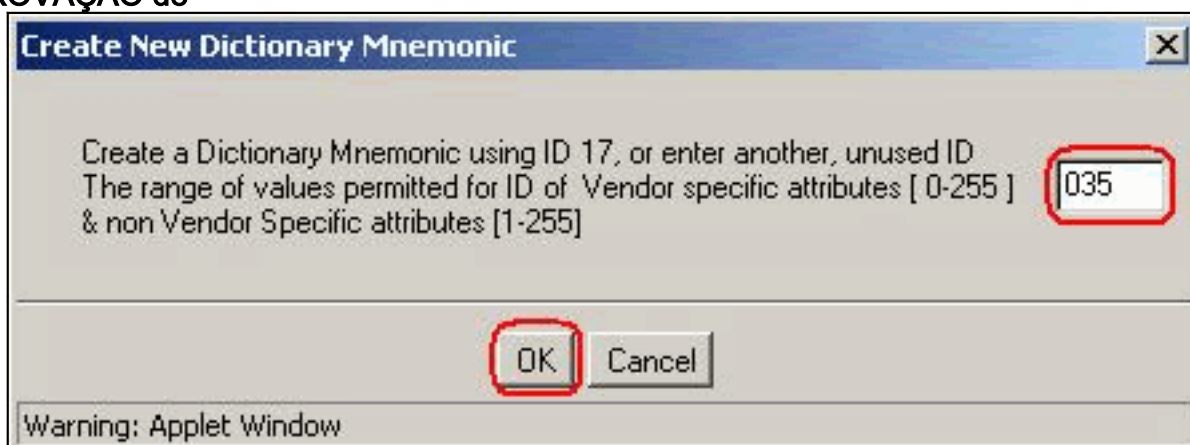 Create New Dictionary Mnemonic
Create a Dictionary Mnemonic using ID 17, or enter another, unused ID
The range of values permitted for ID of Vendor specific attributes [ 0-255 ]
& non Vendor Specific attributes [1-255]
035
OK Cancel
Warning: Applet Window